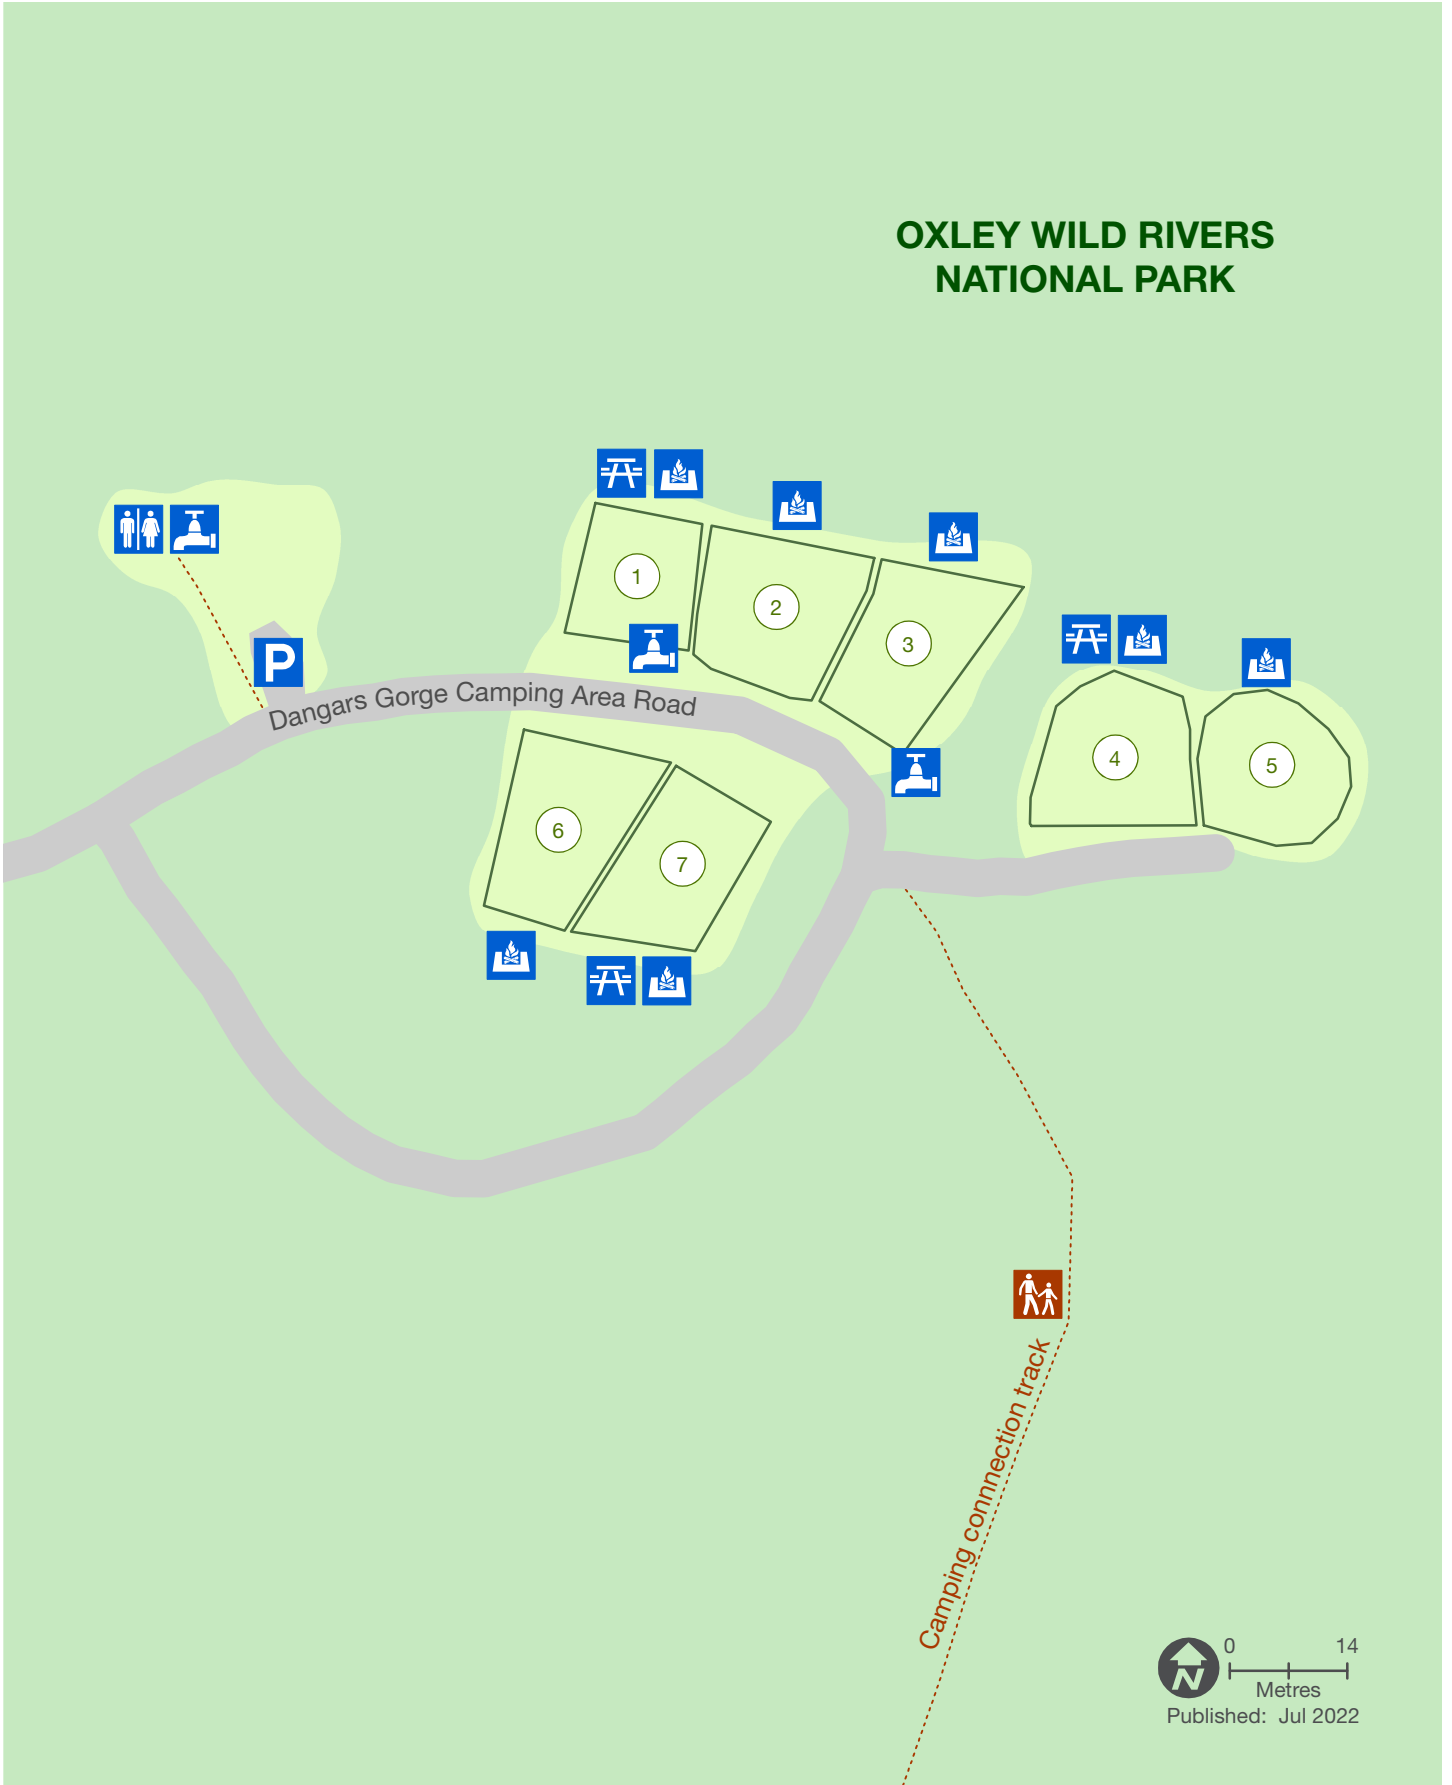 OXLEY WILD RIVERS
NATIONAL PARK
1
2
3
P
Dangars Gorge Camping Area Road
4
5
6
7
Camping connection track
N
0 14
Metres
Published: Jul 2022